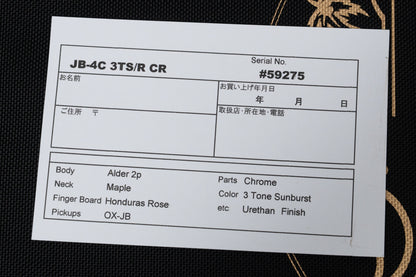 Serial No.
JB-4C 3TS/R CR #59275
お名前 お買い上げ年月日
年 月 日
ご住所 〒 取扱店・所在地・電話
Body Alder 2p Parts Chrome
Neck Maple Color 3 Tone Sunburst
Finger Board Honduras Rose etc Urethan Finish
Pickups OX-JB